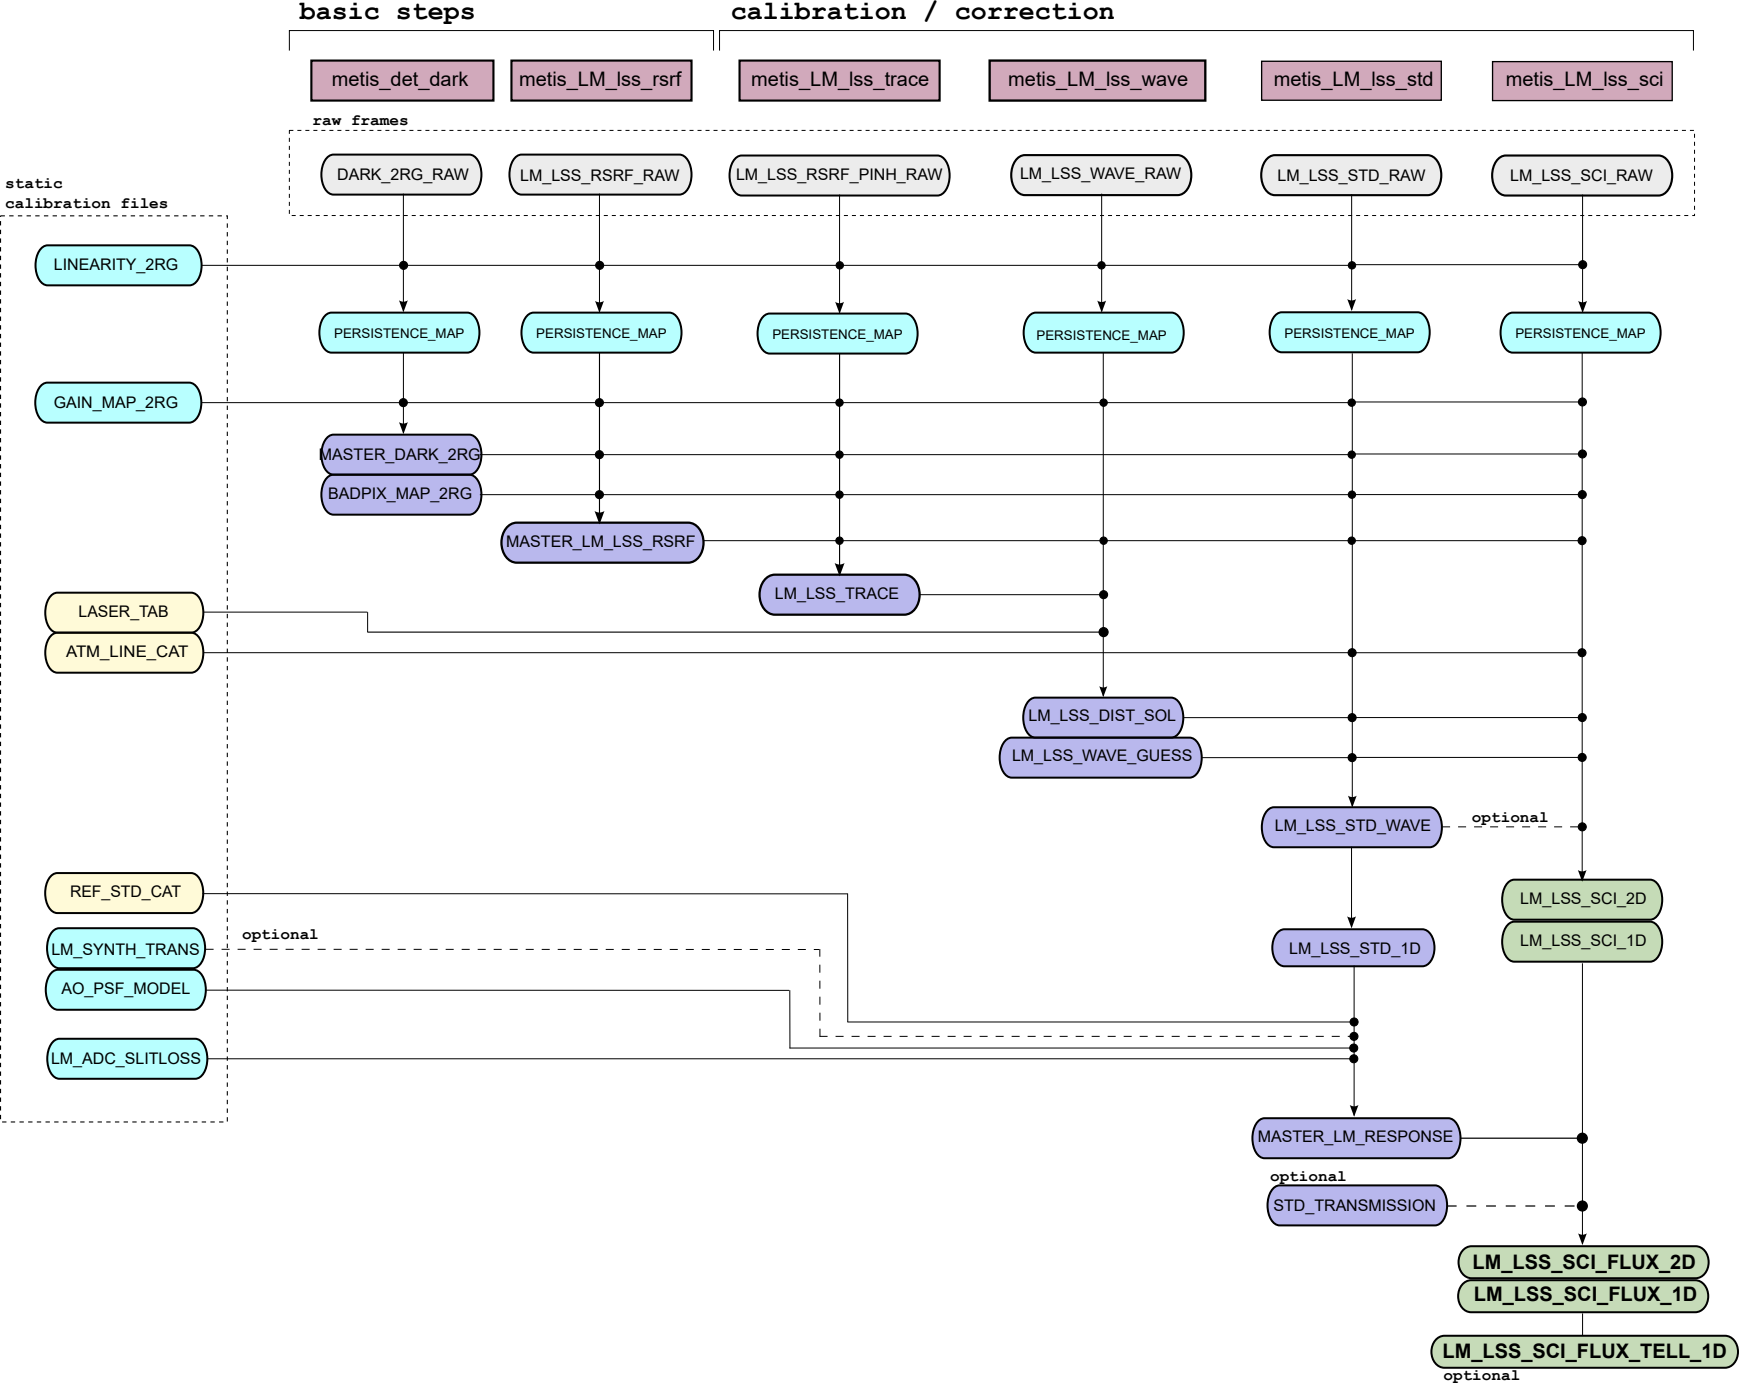 basic steps
calibration / correction
metis_det_dark
metis_LM_lss_rsrf
metis_LM_lss_trace
metis_LM_lss_wave
metis_LM_lss_std
metis_LM_lss_sci
raw frames
DARK_2RG_RAW
LM_LSS_RSRF_RAW
LM_LSS_RSRF_PINH_RAW
LM_LSS_WAVE_RAW
LM_LSS_STD_RAW
LM_LSS_SCI_RAW
static
calibration files
LINEARITY_2RG
PERSISTENCE_MAP
PERSISTENCE_MAP
PERSISTENCE_MAP
PERSISTENCE_MAP
PERSISTENCE_MAP
PERSISTENCE_MAP
GAIN_MAP_2RG
MASTER_DARK_2RG
BADPIX_MAP_2RG
MASTER_LM_LSS_RSRF
LM_LSS_TRACE
LASER_TAB
ATM_LINE_CAT
LM_LSS_DIST_SOL
LM_LSS_WAVE_GUESS
LM_LSS_STD_WAVE
optional
REF_STD_CAT
LM_LSS_SCI_2D
LM_LSS_SCI_1D
LM_SYNTH_TRANS
optional
LM_LSS_STD_1D
AO_PSF_MODEL
LM_ADC_SLITLOSS
MASTER_LM_RESPONSE
optional
STD_TRANSMISSION
LM_LSS_SCI_FLUX_2D
LM_LSS_SCI_FLUX_1D
LM_LSS_SCI_FLUX_TELL_1D
optional